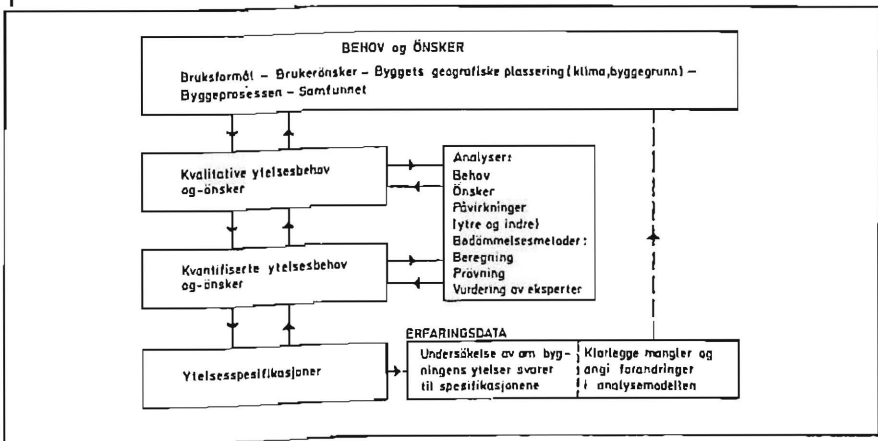 BEHOV og ÖNSKER
Bruksformål – Brukerönsker – Byggets geografiske plassering (klima, byggegrunn) –
Byggeprosessen – Samfunnet
Kvalitative ytelsesbehov
og-önsker
Analyser:
Behov
Önsker
Påvirkninger
(ytre og indre)
Bedömmelsesmetoder:
Beregning
Prövning
Vurdering av eksperter
Kvantifiserte ytelsesbehov
og-önsker
Ytelsesspesifikasjoner
ERFARINGSDATA
Undersökelse av om byg-
ningens ytelser svarer
til spesifikasjonene
Klarlegge mangler og
angi forandringer
i analysemodellen